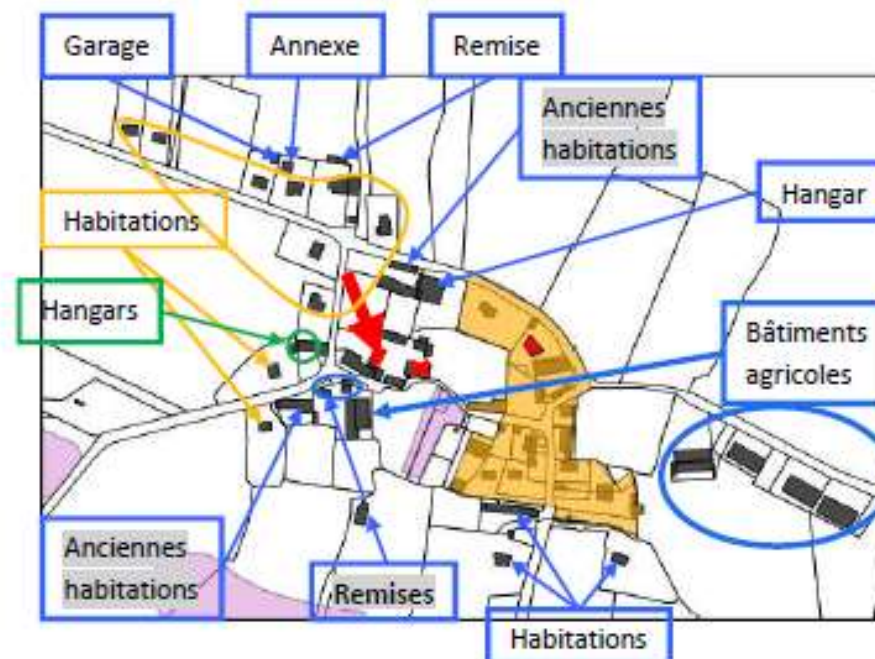 Garage
Annexe
Remise
Anciennes
habitations
Hangar
Habitations
Hangars
Bâtiments
agricoles
Anciennes
habitations
Remises
Habitations